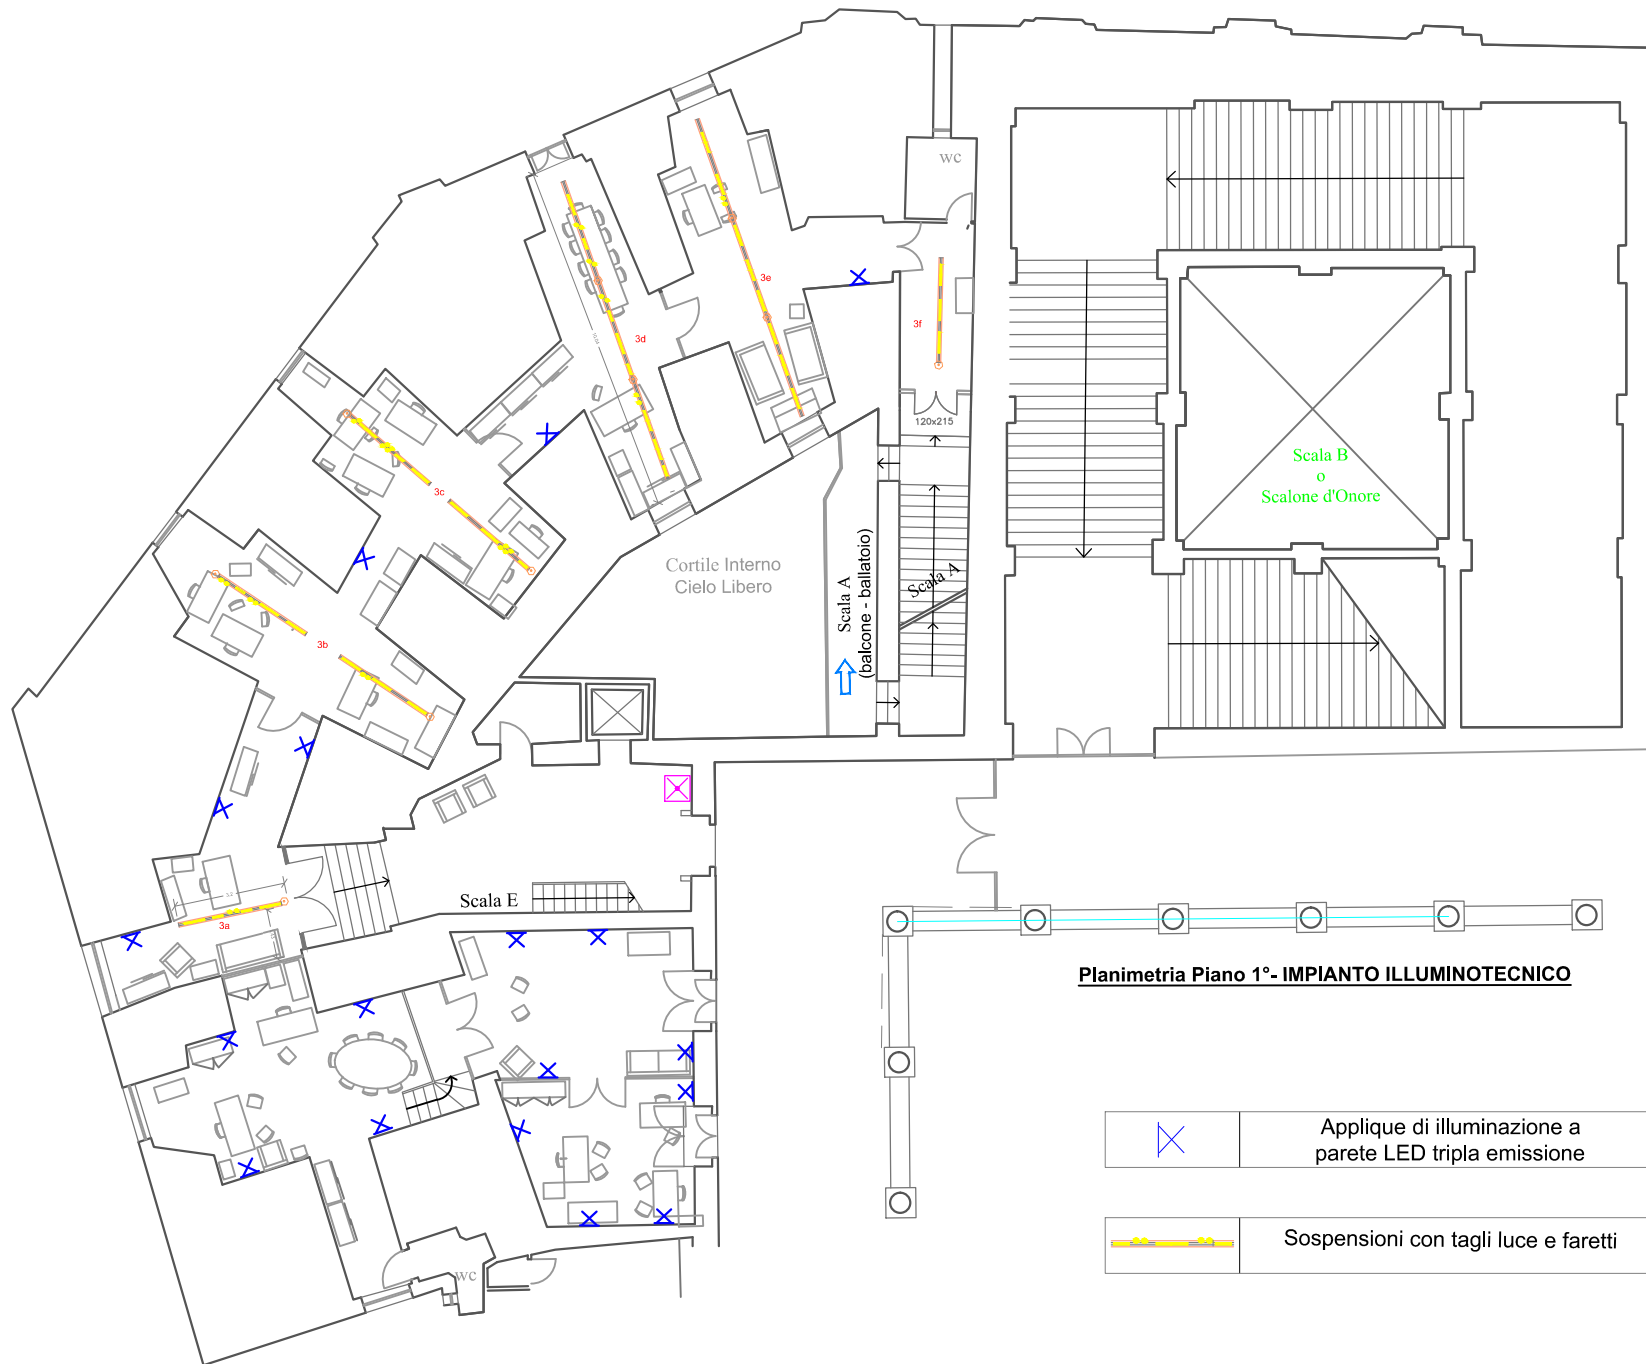 wc
3e
3d
3f
120x215
3c
Scala B
o
Scalone d'Onore
Cortile Interno
Cielo Libero
Scala A
(balcone - ballatoio)
Scala A
3b
Scala E
3a
Planimetria Piano 1°- IMPIANTO ILLUMINOTECNICO
Applique di illuminazione a
parete LED tripla emissione
Sospensioni con tagli luce e faretti
wc